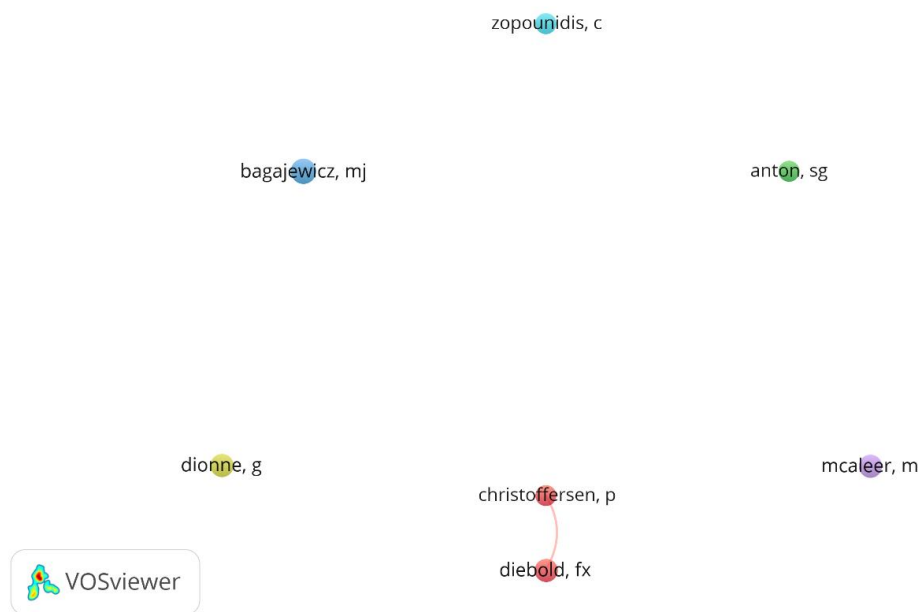 zopounidis, c
bagajewicz, mj
anton, sg
dionne, g
mcaleer, m
christoffersen, p
diebold, fx
VOSviewer